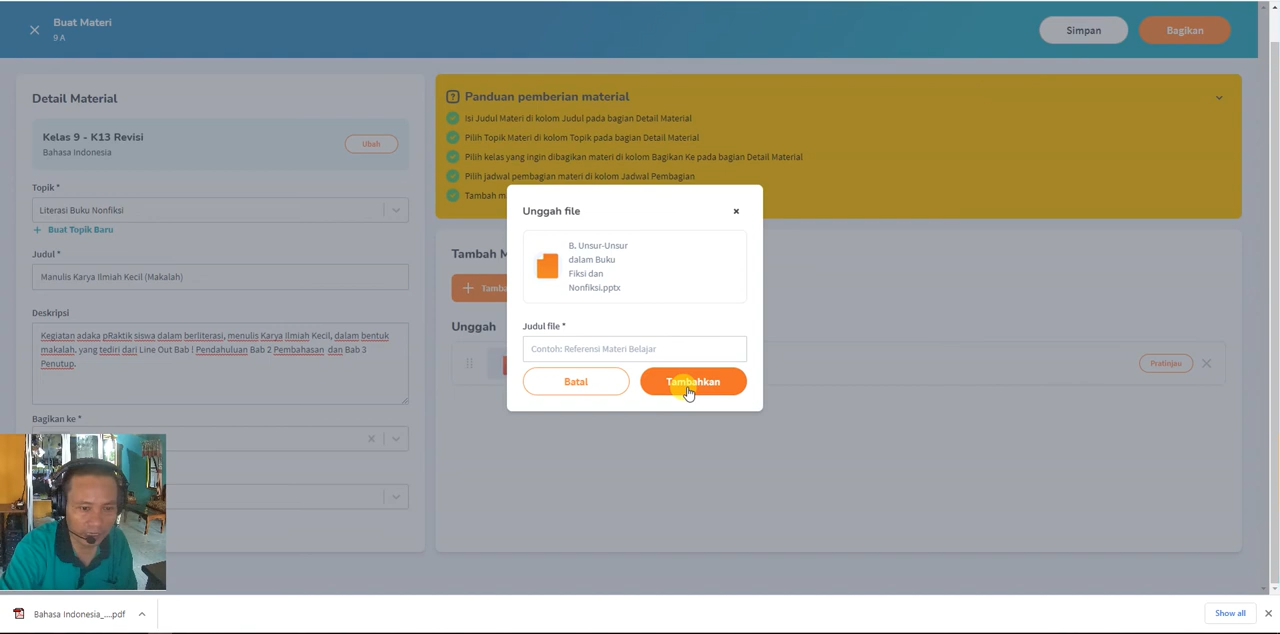 Buat Materi
9 A
Simpan
Bagikan
Detail Material
Kelas 9 - K13 Revisi
Bahasa Indonesia
Ubah
Topik *
Literasi Buku Nonfiksi
+ Buat Topik Baru
Judul *
Manulis Karya Ilmiah Kecil (Makalah)
Deskripsi
Kegiatan adaka pRaktik siswa dalam berliterasi, menulis Karya Ilmiah Kecil, dalam bentuk
makalah. yang tediri dari Line Out Bab I Pendahuluan Bab 2 Pembahasan dan Bab 3
Penutup.
Bagikan ke *
Panduan pemberian material
Isi Judul Materi di kolom Judul pada bagian Detail Material
Pilih Topik Materi di kolom Topik pada bagian Detail Material
Pilih kelas yang ingin dibagikan materi di kolom Bagikan Ke pada bagian Detail Material
Pilih jadwal pembagian materi di kolom Jadwal Pembagian
Tambah
Tambah
Unggah
Pratinjau
Unggah file
B. Unsur-Unsur
dalam Buku
Fiksi dan
Nonfiksi.pptx
Judul file *
Contoh: Referensi Materi Belajar
Batal
Tambahkan
Bahasa Indonesia_....pdf
Show all